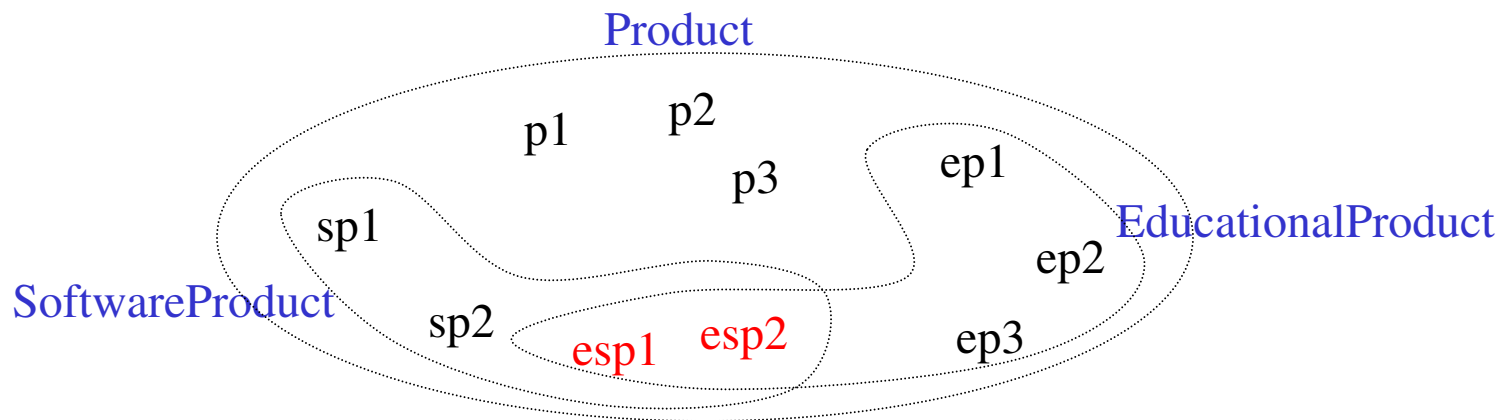 Product
p1
p2
p3
ep1
sp1
EducationalProduct
ep2
SoftwareProduct
sp2
esp1
esp2
ep3